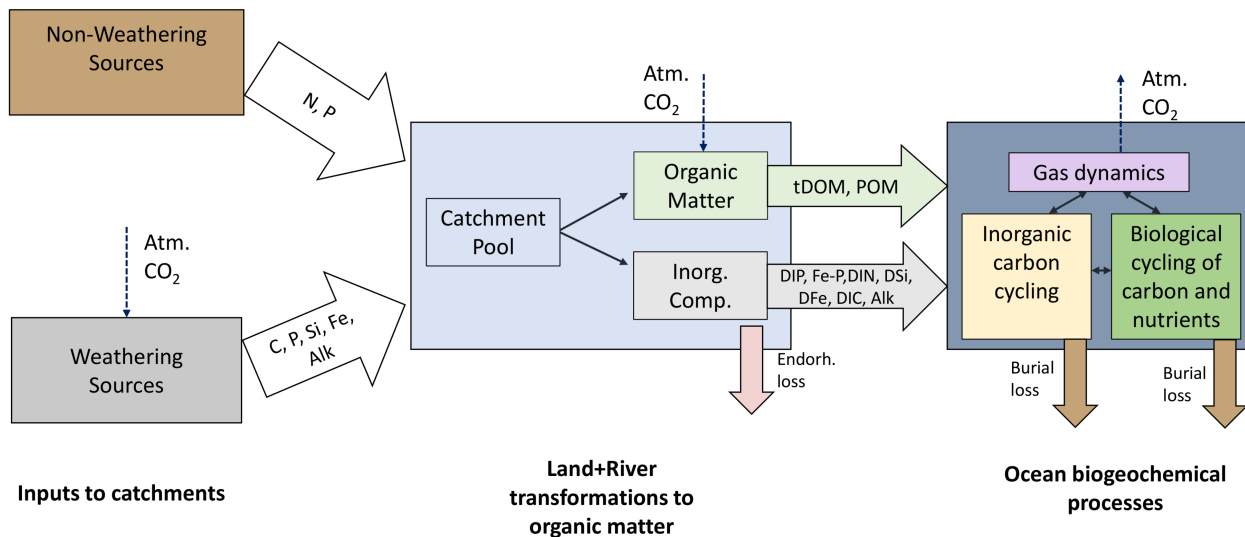 Non-Weathering
Sources
N, P
Atm.
CO2
Weathering
Sources
C, P, Si, Fe,
Alk
Inputs to catchments
Atm.
CO2
Catchment
Pool
Organic
Matter
Inorg.
Comp.
tDOM, POM
DIP, Fe-P,DIN, DSi,
DFe, DIC, Alk
Endorh.
loss
Land+River
transformations to
organic matter
Atm.
CO2
Gas dynamics
Inorganic
carbon
cycling
Biological
cycling of
carbon and
nutrients
Burial
loss
Burial
loss
Ocean biogeochemical
processes